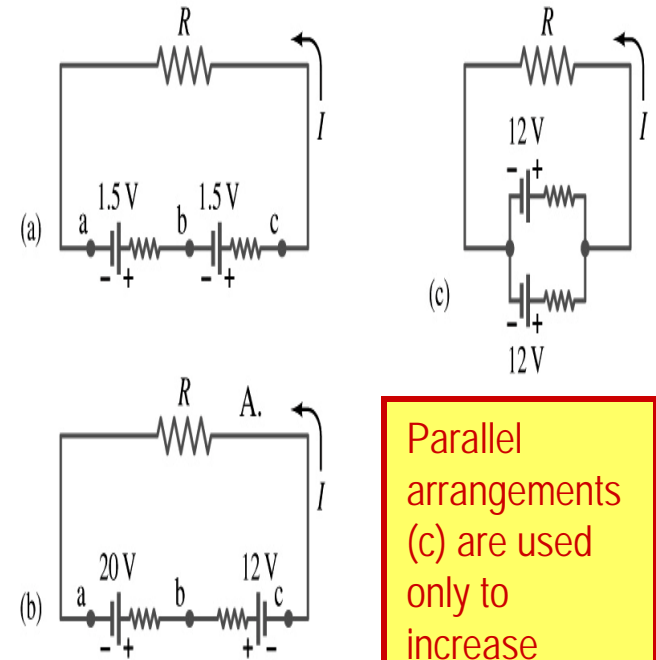 R
I
1.5 V 1.5 V
a b c
(a)
- + - +
R
I
12 V
- +
(c)
- +
12 V
R A.
I
20 V 12 V
a b c
(b)
- + + -
Parallel
arrangements
(c) are used
only to
increase